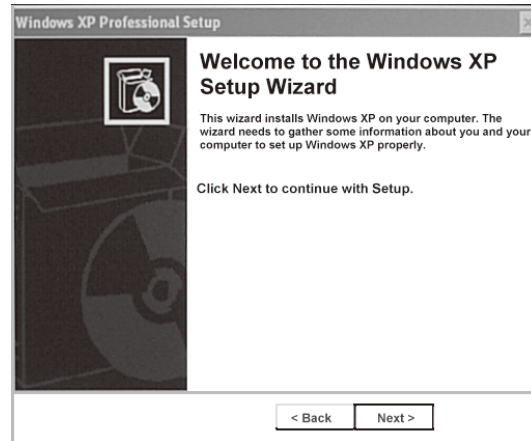 Windows XP Professional Setup
Welcome to the Windows XP
Setup Wizard
This wizard installs Windows XP on your computer. The
wizard needs to gather some information about you and your
computer to set up Windows XP properly.
Click Next to continue with Setup.
< Back
Next >